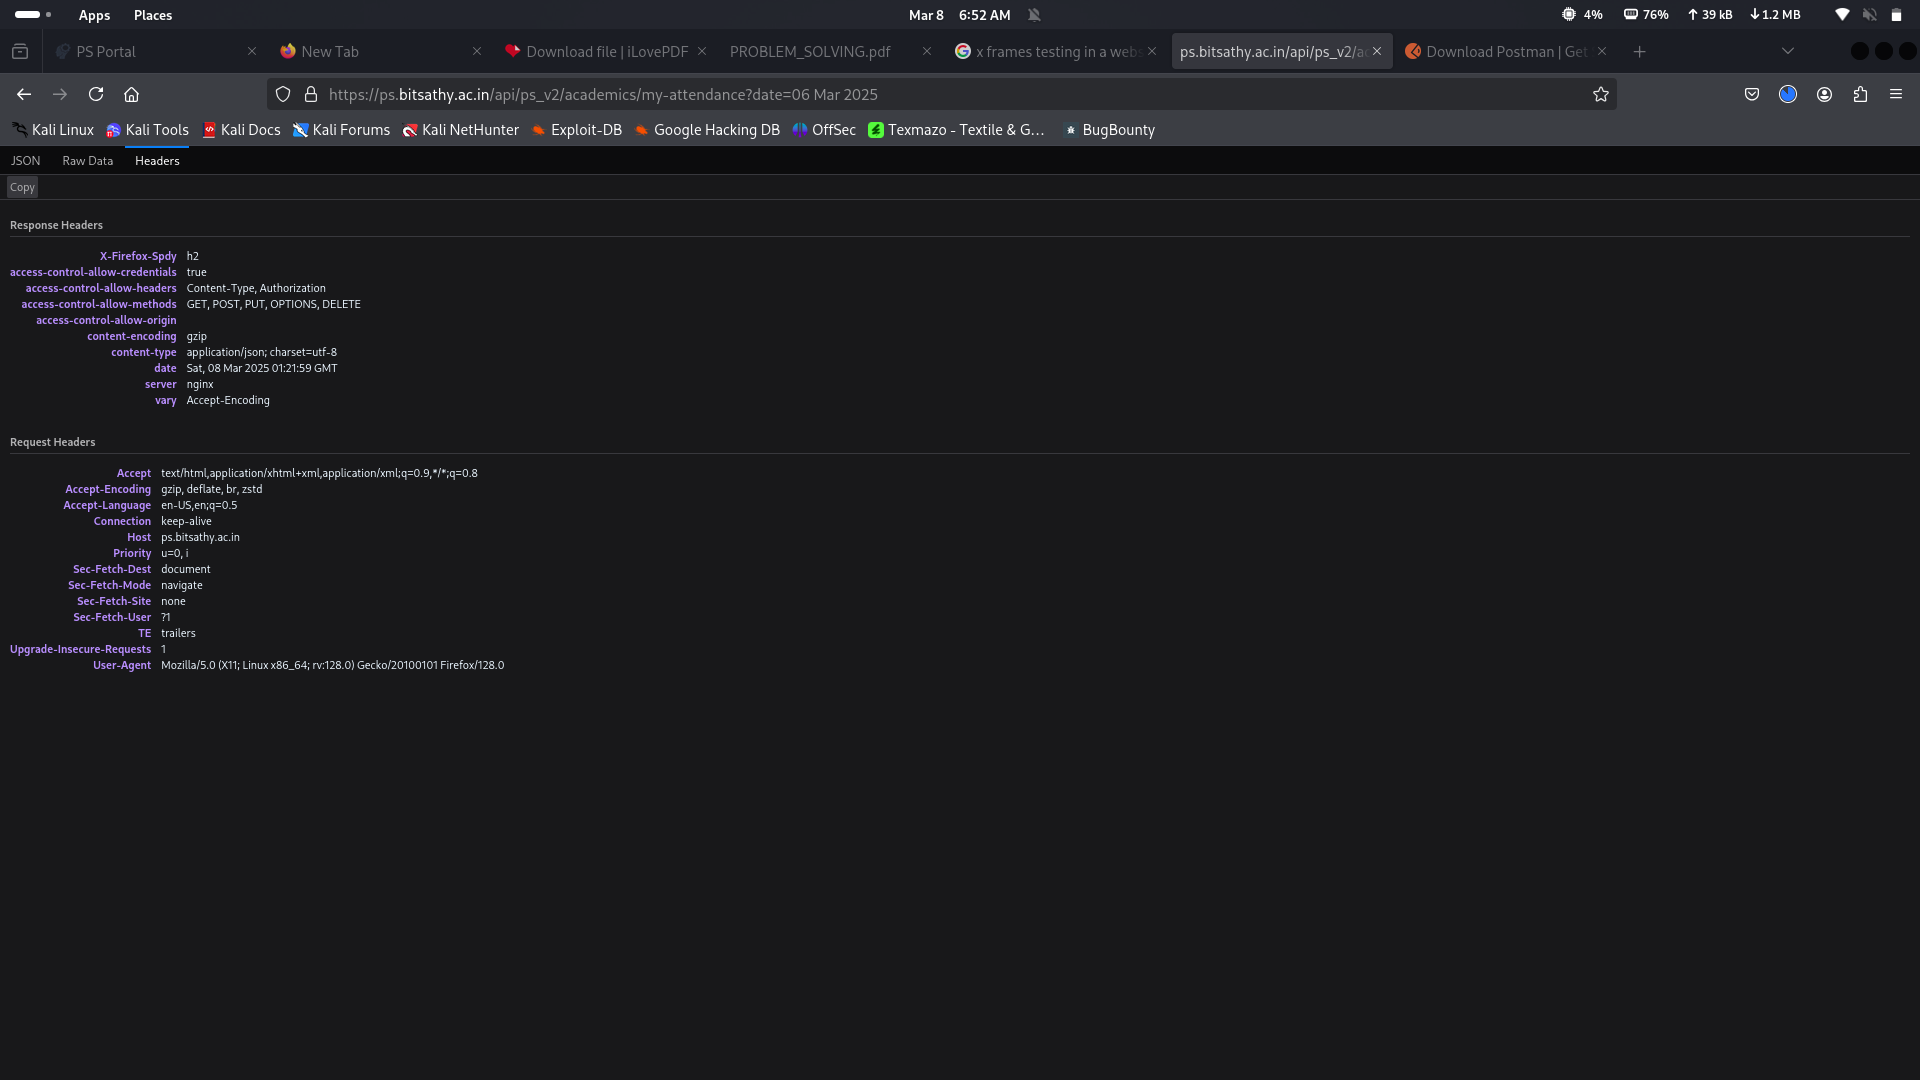 Apps Places Mar 8 6:52 AM 4% 76% 39 kB 1.2 MB
PS Portal New Tab Download file | iLovePDF PROBLEM_SOLVING.pdf x frames testing in a webs ps.bitsathy.ac.in/api/ps_v2/ac Download Postman | Get
https://ps.bitsathy.ac.in/api/ps_v2/academics/my-attendance?date=06 Mar 2025
Kali Linux Kali Tools Kali Docs Kali Forums Kali NetHunter Exploit-DB Google Hacking DB OffSec Texmazo - Textile & G... BugBounty
JSON Raw Data Headers
Copy
Response Headers
X-Firefox-Spdy h2
access-control-allow-credentials true
access-control-allow-headers Content-Type, Authorization
access-control-allow-methods GET, POST, PUT, OPTIONS, DELETE
access-control-allow-origin
content-encoding gzip
content-type application/json; charset=utf-8
date Sat, 08 Mar 2025 01:21:59 GMT
server nginx
vary Accept-Encoding
Request Headers
Accept text/html,application/xhtml+xml,application/xml;q=0.9,*/*;q=0.8
Accept-Encoding gzip, deflate, br, zstd
Accept-Language en-US,en;q=0.5
Connection keep-alive
Host ps.bitsathy.ac.in
Priority u=0, i
Sec-Fetch-Dest document
Sec-Fetch-Mode navigate
Sec-Fetch-Site none
Sec-Fetch-User ?1
TE trailers
Upgrade-Insecure-Requests 1
User-Agent Mozilla/5.0 (X11; Linux x86_64; rv:128.0) Gecko/20100101 Firefox/128.0